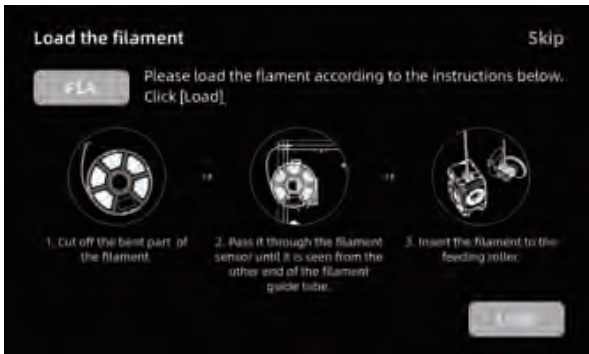 Load the filament
Skip
PLA
Please load the flament according to the instructions below.
Click [Load]
1. Cut off the bent part of
the filament.
2. Pass it through the filament
sensor until it is seen from the
other end of the filament
guide tube.
3. Insert the filament to the
feeding roller.